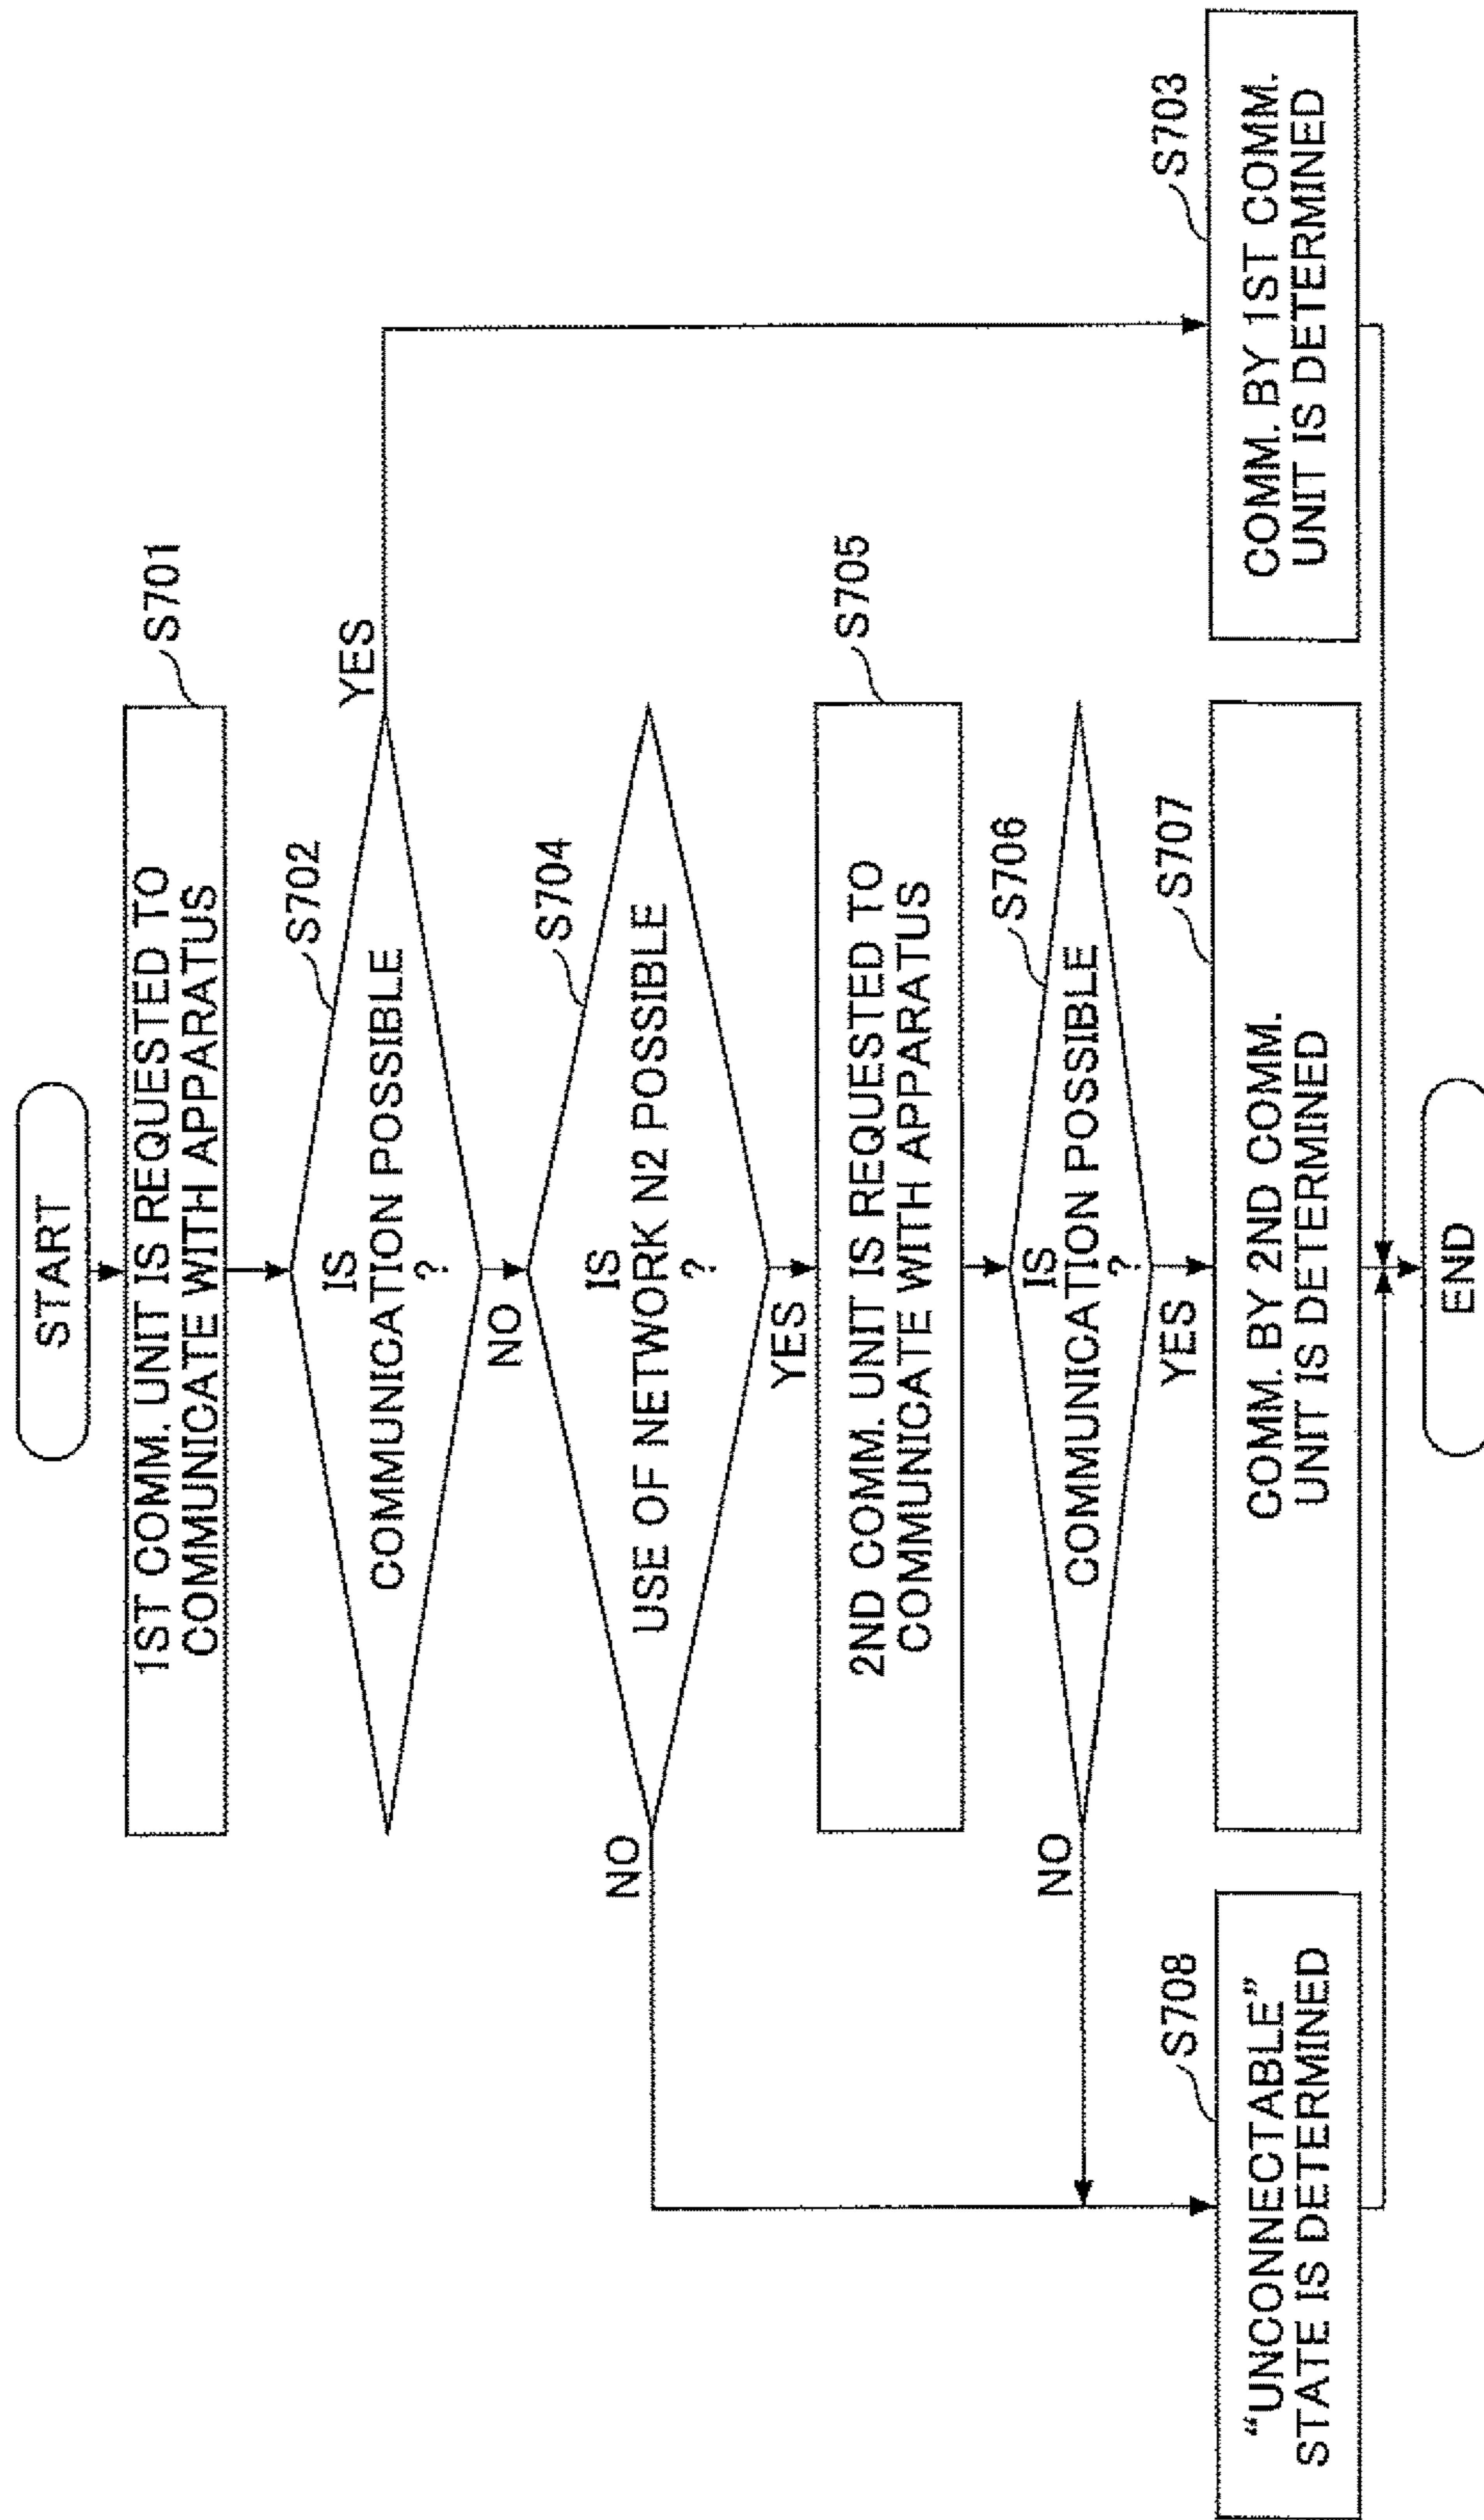 START
1ST COMM. UNIT IS REQUESTED TO
COMMUNICATE WITH APPARATUS
S701
IS
COMMUNICATION POSSIBLE
?
S702
YES
NO
IS
USE OF NETWORK N2 POSSIBLE
?
S704
NO
YES
2ND COMM. UNIT IS REQUESTED TO
COMMUNICATE WITH APPARATUS
S705
IS
COMMUNICATION POSSIBLE
?
S706
NO
YES
"UNCONNECTABLE"
STATE IS DETERMINED
S708
COMM. BY 2ND COMM.
UNIT IS DETERMINED
S707
COMM. BY 1ST COMM.
UNIT IS DETERMINED
S703
END